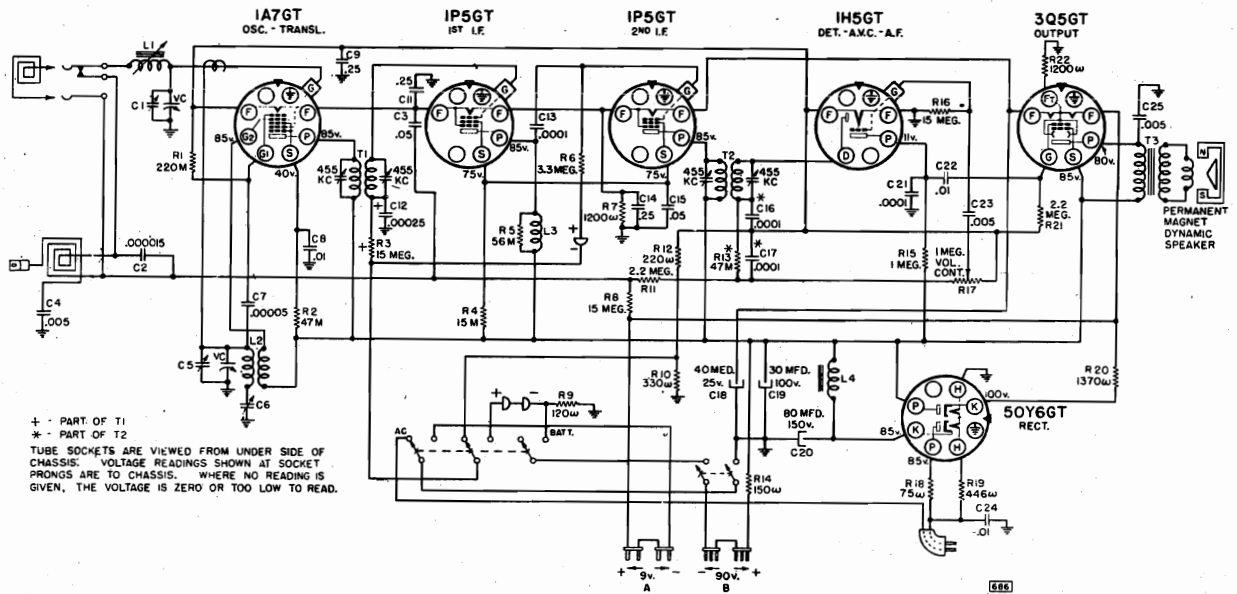 1A7GT
OSC. - TRANSL.
1P5GT
1ST I.F.
1P5GT
2ND I.F.
1H5GT
DET.-A.V.C.-A.F.
3Q5GT
OUTPUT
L1
C1
VC
R1
220M
85v.
G2
G1
S
F
F
P
G
40v.
85v.
C9
.25
T1
455
KC
455
KC
+
C12
.00025
+
R3
15 MEG.
.25
C11
C3
.05
F
F
P
S
G
75v.
85v.
C13
.0001
R6
3.3MEG.
R5
56M
L3
+
-
R7
1200ω
C14
.25
C15
.05
F
F
P
S
G
75v.
85v.
T2
455
KC
455
KC
*
C16
.0001
*
C17
.0001
R12
220ω
*
R13
47M
2.2 MEG.
R11
R8
15 MEG.
F
F
P
D
G
11v.
R16
15 MEG.
C21
.0001
C22
.01
C23
.005
R15
1 MEG.
1 MEG.
VOL.
CONT.
R17
2.2
MEG.
R21
R22
1200ω
FT
F
F
P
G
S
85v.
80v.
C25
.005
T3
N
S
PERMANENT
MAGNET
DYNAMIC
SPEAKER
.000015
C2
C4
.005
C7
.00005
C8
.01
R2
47M
R4
15M
L2
C5
VC
C6
R10
330ω
+
-
R9
120ω
AC
BATT.
40MED.
25v.
C18
30 MFD.
100v.
C19
L4
80 MFD.
150v.
C20
R14
150ω
85v.
P
H
K
K
P
H
100v.
50Y6GT
RECT.
R20
1370ω
85v.
R18
75ω
R19
446ω
C24
.01
+ - PART OF T1
* - PART OF T2
TUBE SOCKETS ARE VIEWED FROM UNDER SIDE OF
CHASSIS. VOLTAGE READINGS SHOWN AT SOCKET
PRONGS ARE TO CHASSIS. WHERE NO READING IS
GIVEN, THE VOLTAGE IS ZERO OR TOO LOW TO READ.
+ 9v. -
A
- 90v. +
B
686